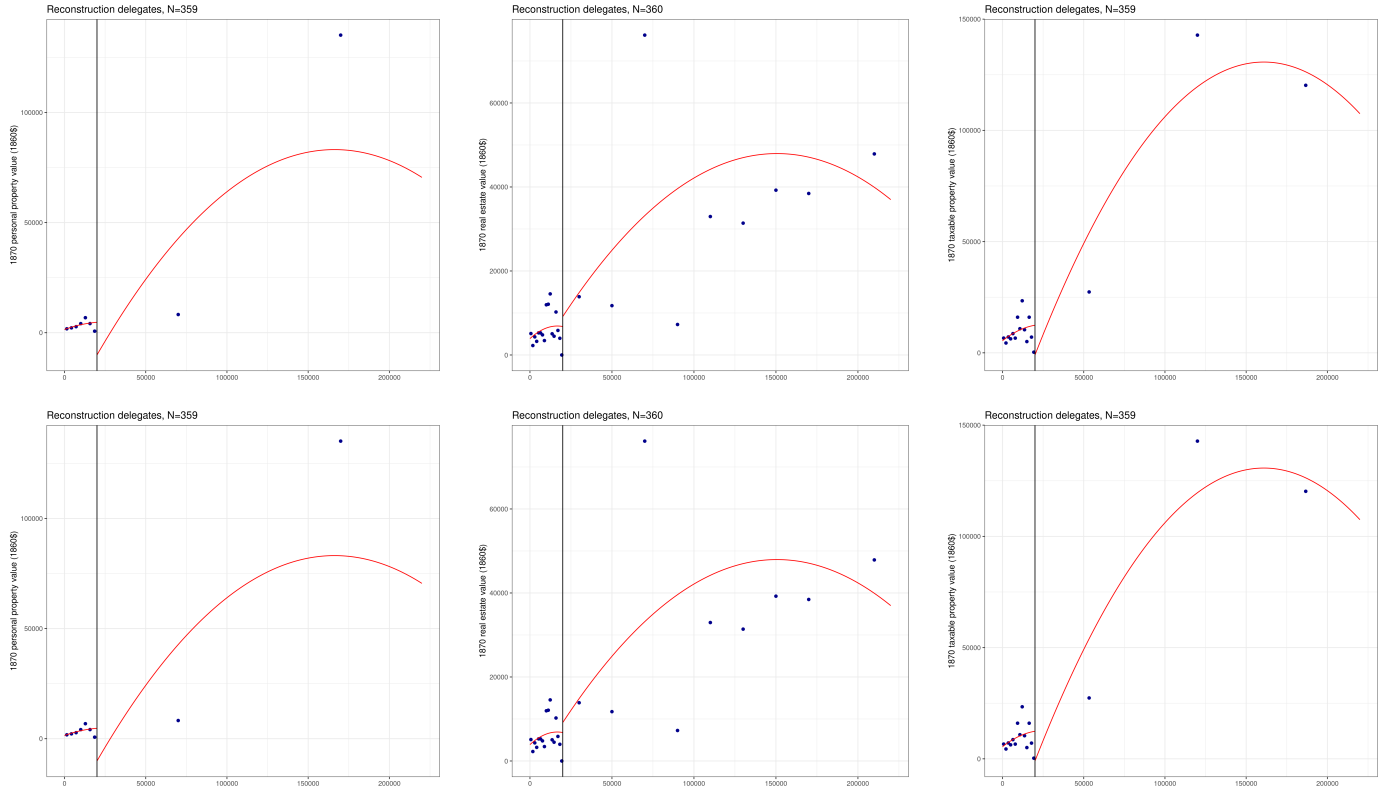 Reconstruction delegates, N=359
1870 personal property value (1860$)
100000
50000
0
0 50000 100000 150000 200000
Reconstruction delegates, N=360
1870 real estate value (1860$)
60000
40000
20000
0
0 50000 100000 150000 200000
Reconstruction delegates, N=359
1870 taxable property value (1860$)
150000
100000
50000
0
0 50000 100000 150000 200000
Reconstruction delegates, N=359
1870 personal property value (1860$)
100000
50000
0
0 50000 100000 150000 200000
Reconstruction delegates, N=360
1870 real estate value (1860$)
60000
40000
20000
0
0 50000 100000 150000 200000
Reconstruction delegates, N=359
1870 taxable property value (1860$)
150000
100000
50000
0
0 50000 100000 150000 200000